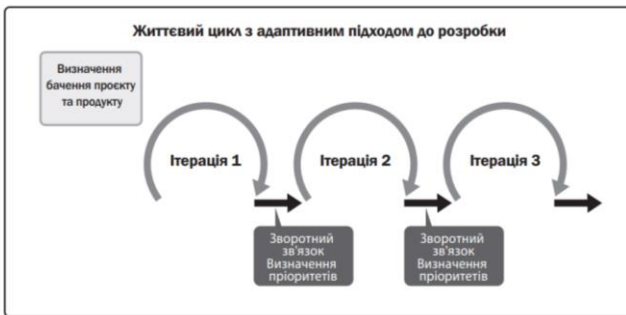 Життєвий цикл з адаптивним підходом до розробки
Визначення
бачення проєкту
та продукту
Ітерація 1
Ітерація 2
Ітерація 3
Зворотний
зв'язок
Визначення
пріоритетів
Зворотний
зв'язок
Визначення
пріоритетів